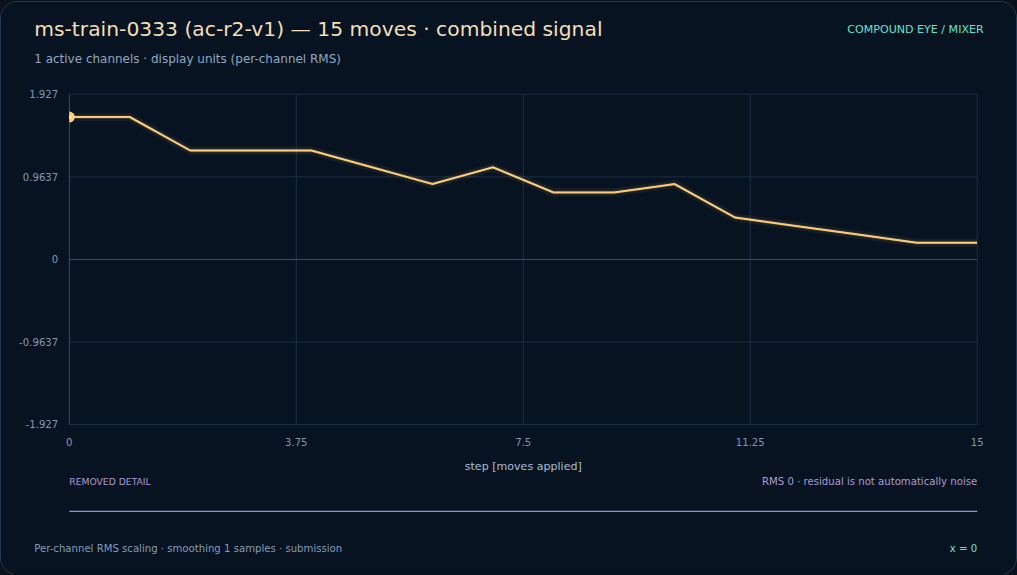 ms-train-0333 (ac-r2-v1) — 15 moves · combined signal
COMPOUND EYE / MIXER
1 active channels · display units (per-channel RMS)
1.927
0.9637
0
-0.9637
-1.927
0 3.75 7.5 11.25 15
step [moves applied]
REMOVED DETAIL
RMS 0 · residual is not automatically noise
Per-channel RMS scaling · smoothing 1 samples · submission
x = 0